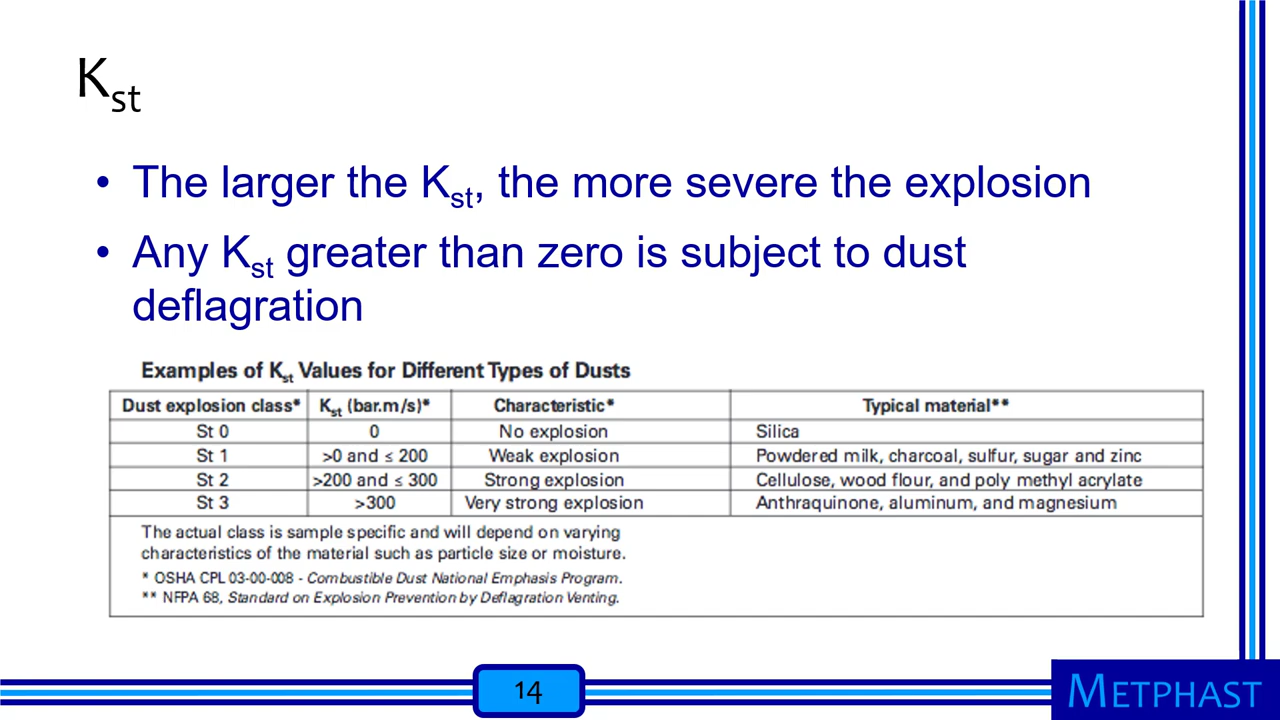 Kst
• The larger the Kst, the more severe the explosion
• Any Kst greater than zero is subject to dust
deflagration
Examples of Kst Values for Different Types of Dusts
Dust explosion class* Kst (bar.m/s)* Characteristic* Typical material**
St 0 0 No explosion Silica
St 1 >0 and ≤ 200 Weak explosion Powdered milk, charcoal, sulfur, sugar and zinc
St 2 >200 and ≤ 300 Strong explosion Cellulose, wood flour, and poly methyl acrylate
St 3 >300 Very strong explosion Anthraquinone, aluminum, and magnesium
The actual class is sample specific and will depend on varying
characteristics of the material such as particle size or moisture.
* OSHA CPL 03-00-008 - Combustible Dust National Emphasis Program.
** NFPA 68, Standard on Explosion Prevention by Deflagration Venting.
14
METPHAST